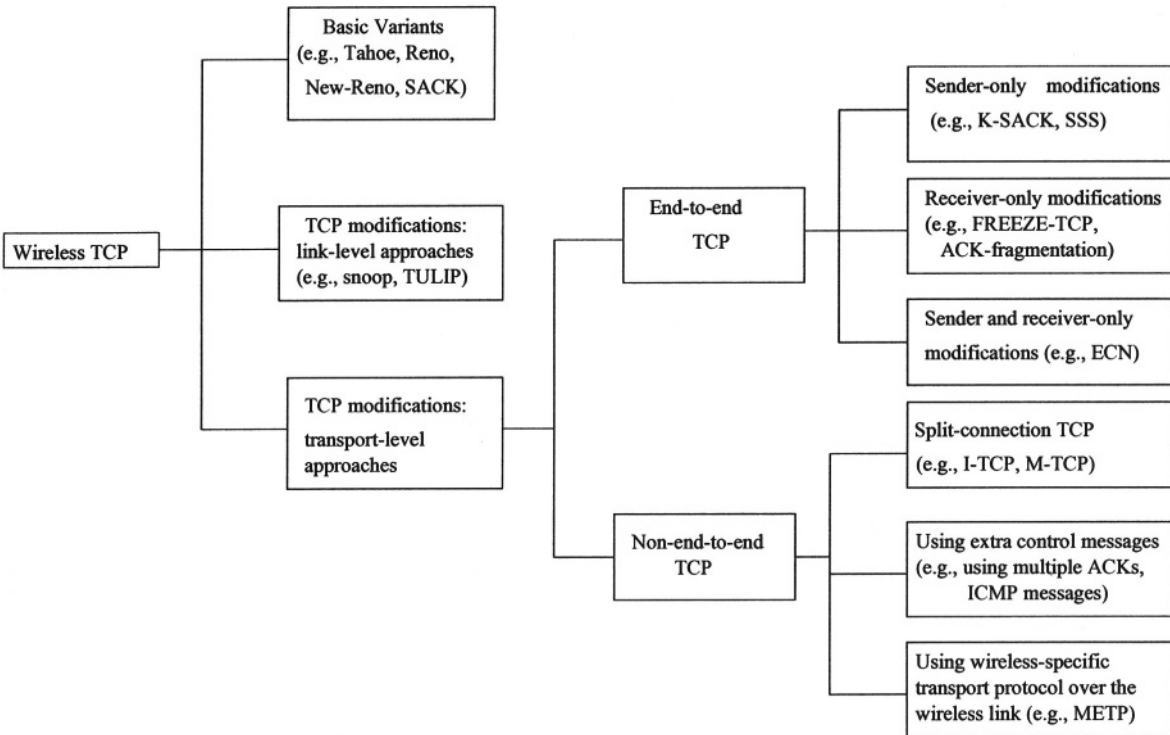 Wireless TCP
Basic Variants
(e.g., Tahoe, Reno,
New-Reno, SACK)
TCP modifications:
link-level approaches
(e.g., snoop, TULIP)
TCP modifications:
transport-level
approaches
End-to-end
TCP
Non-end-to-end
TCP
Sender-only modifications
(e.g., K-SACK, SSS)
Receiver-only modifications
(e.g., FREEZE-TCP,
ACK-fragmentation)
Sender and receiver-only
modifications (e.g., ECN)
Split-connection TCP
(e.g., I-TCP, M-TCP)
Using extra control messages
(e.g., using multiple ACKs,
ICMP messages)
Using wireless-specific
transport protocol over the
wireless link (e.g., METP)